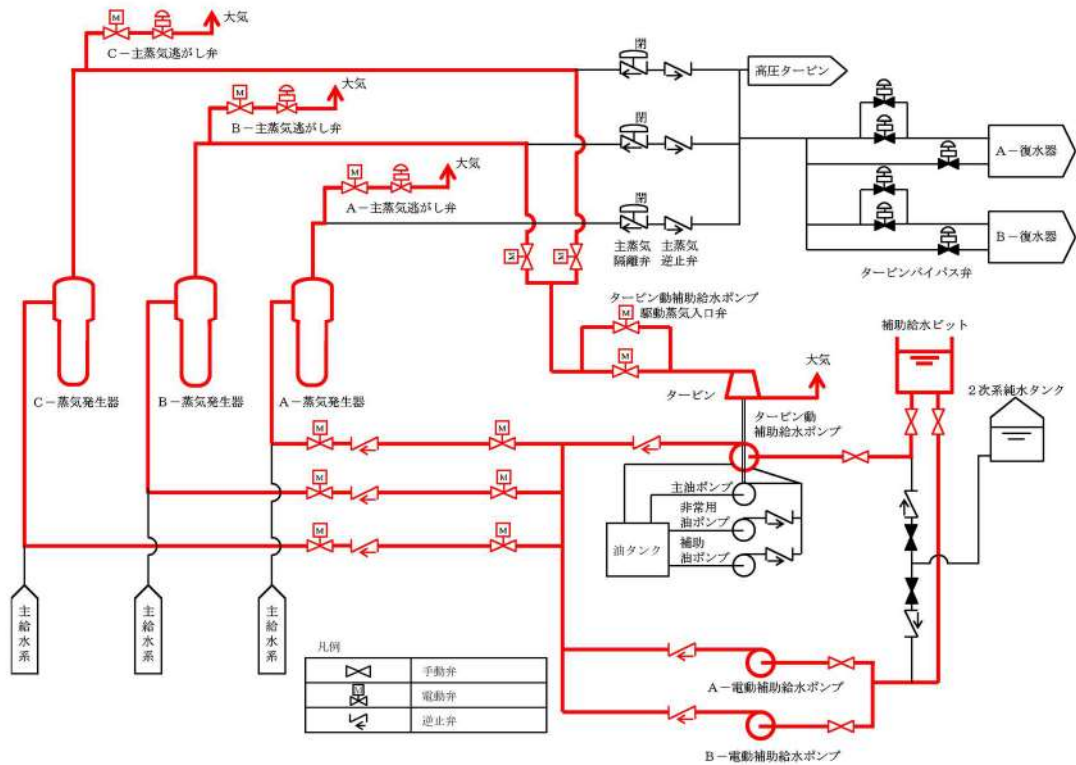 M
大気
C-主蒸気逃がし弁
M
大気
B-主蒸気逃がし弁
M
大気
A-主蒸気逃がし弁
閉
閉
閉
主蒸気
隔離弁
主蒸気
逆止弁
高圧タービン
A-復水器
B-復水器
タービンバイパス弁
M
M
タービン動補助給水ポンプ
駆動蒸気入口弁
M
M
補助給水ピット
大気
タービン
2次系純水タンク
C-蒸気発生器
B-蒸気発生器
A-蒸気発生器
タービン動
補助給水ポンプ
M
M
M
M
M
M
主油ポンプ
非常用
油ポンプ
補助
油ポンプ
油タンク
主給水系
主給水系
主給水系
凡例
手動弁
M
電動弁
逆止弁
A-電動補助給水ポンプ
B-電動補助給水ポンプ